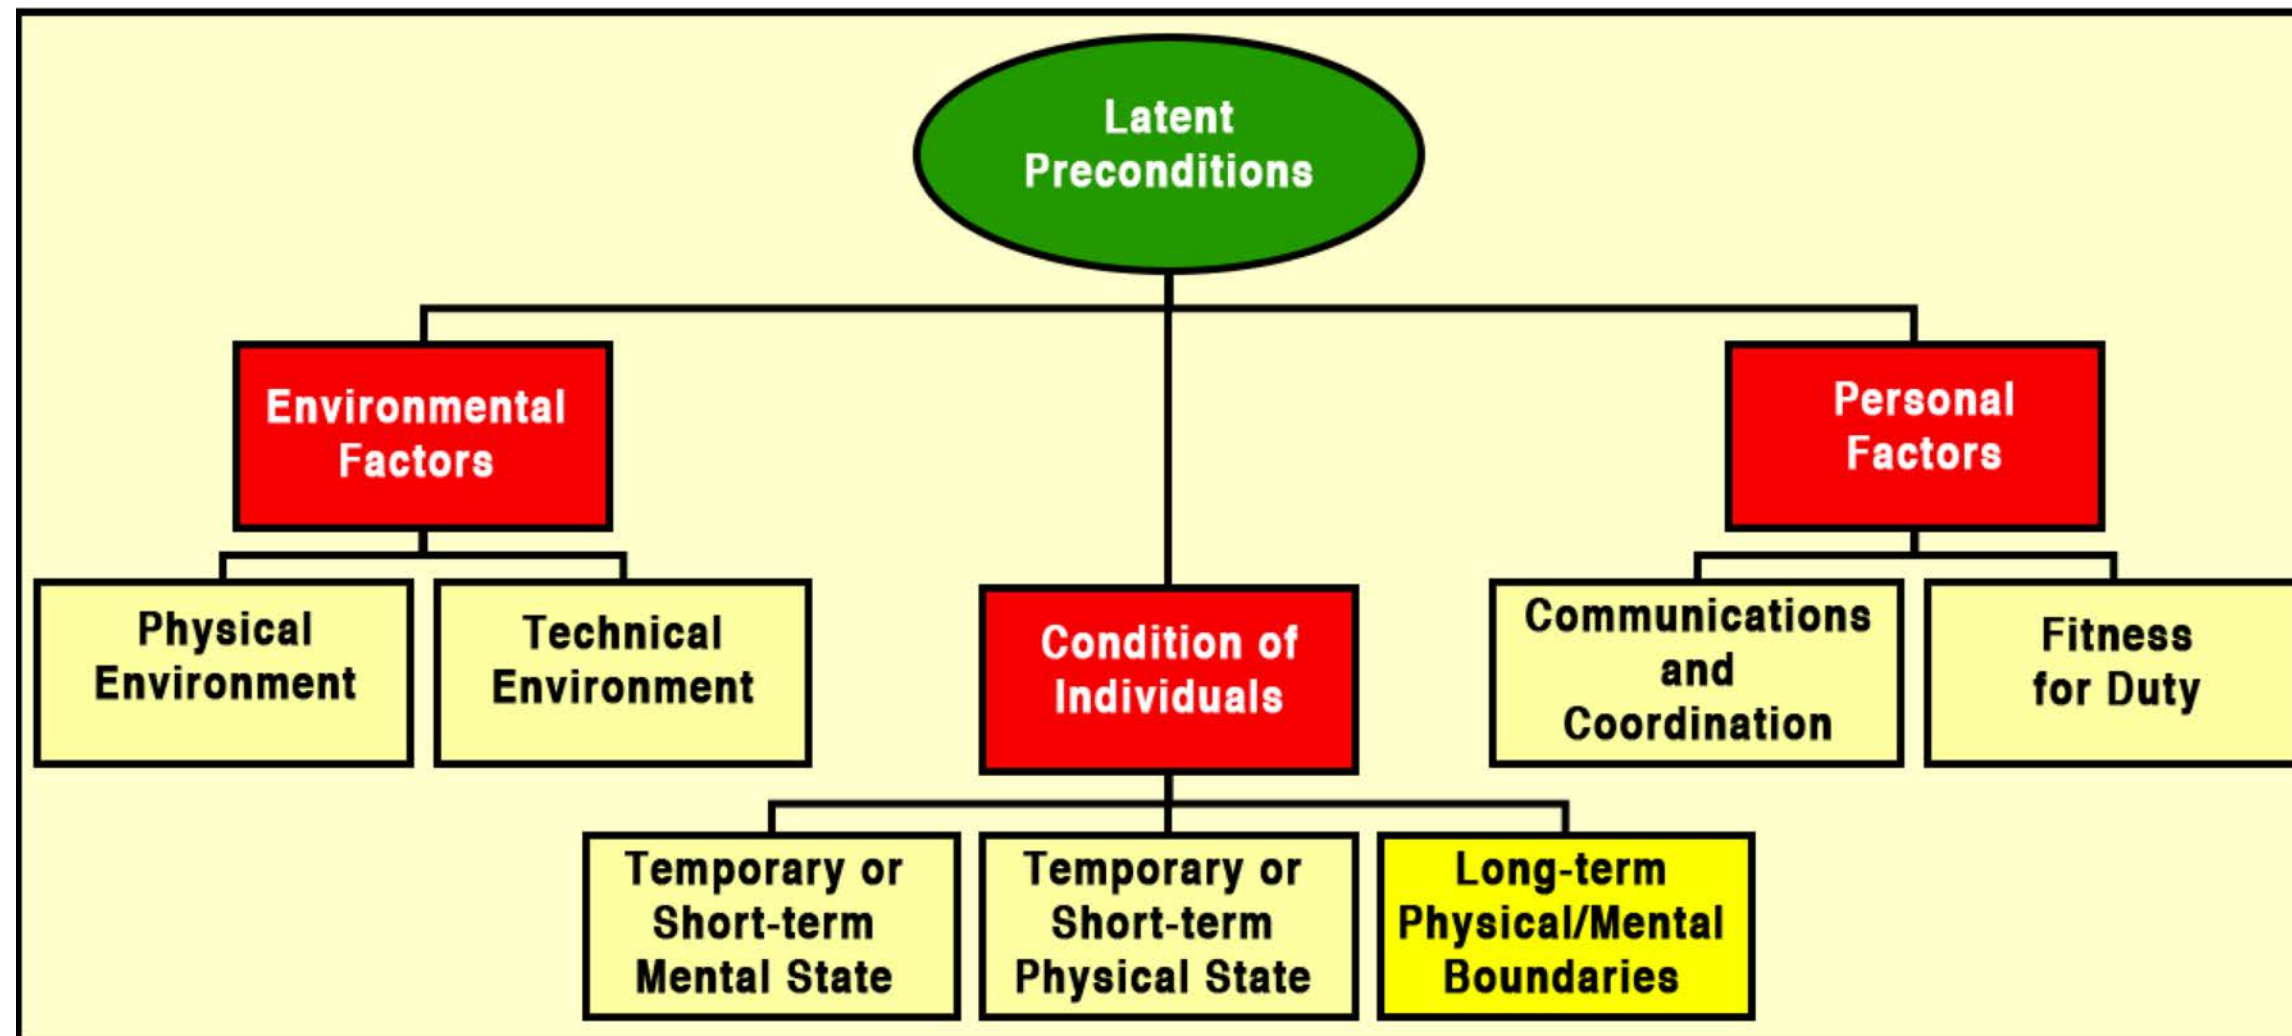 Latent
Preconditions
Environmental
Factors
Personal
Factors
Physical
Environment
Technical
Environment
Condition of
Individuals
Communications
and
Coordination
Fitness
for Duty
Temporary or
Short-term
Mental State
Temporary or
Short-term
Physical State
Long-term
Physical/Mental
Boundaries